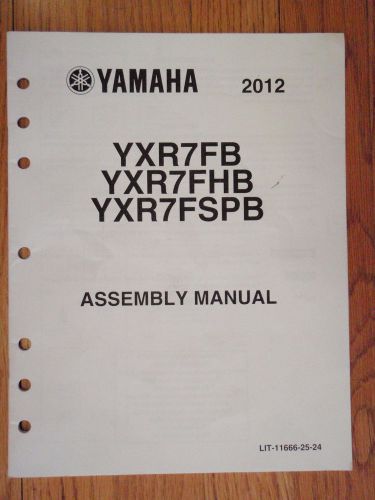 YAMAHA 2012
YXR7FB
YXR7FHB
YXR7FSPB
ASSEMBLY MANUAL
LIT-11666-25-24